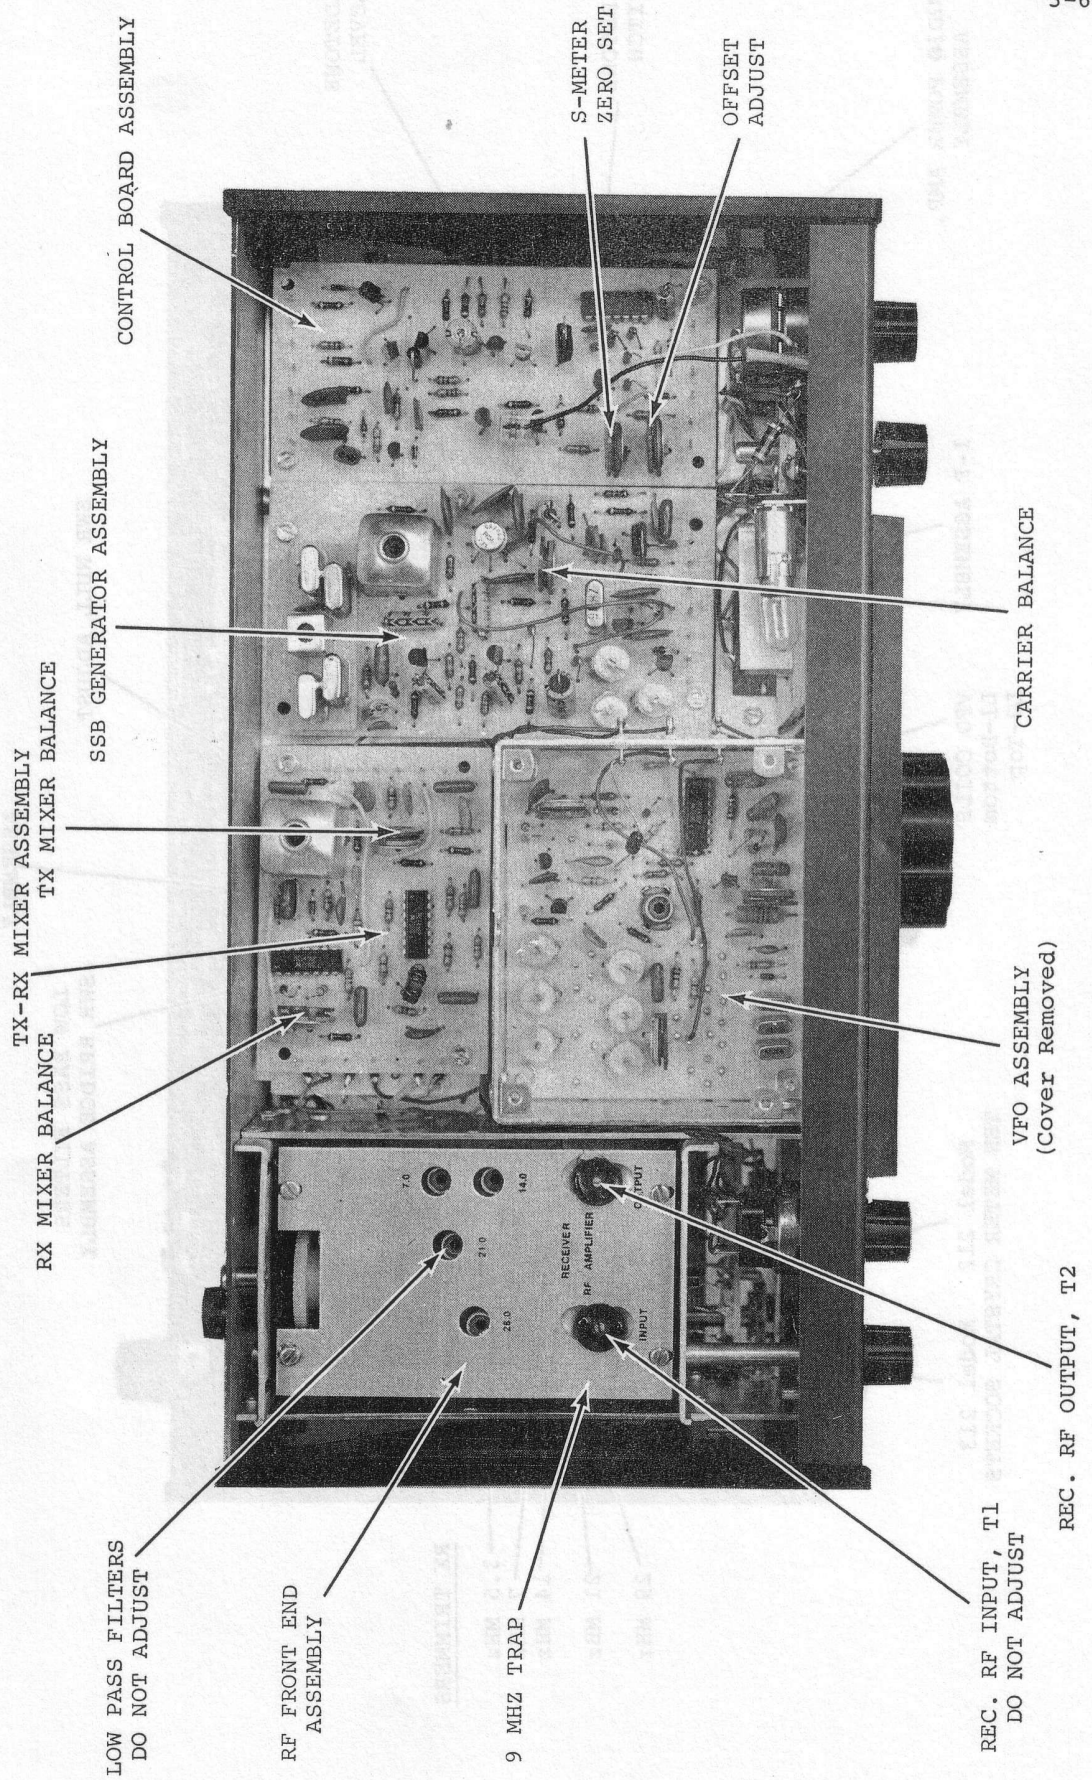 LOW PASS FILTERS
DO NOT ADJUST
RF FRONT END
ASSEMBLY
9 MHZ TRAP
REC. RF INPUT, T1
DO NOT ADJUST
REC. RF OUTPUT, T2
RX MIXER BALANCE
TX-RX MIXER ASSEMBLY
TX MIXER BALANCE
SSB GENERATOR ASSEMBLY
CONTROL BOARD ASSEMBLY
S-METER
ZERO SET
OFFSET
ADJUST
CARRIER BALANCE
VFO ASSEMBLY
(Cover Removed)
7.0
14.0
21.0
28.0
RECEIVER
RF AMPLIFIER
INPUT
OUTPUT